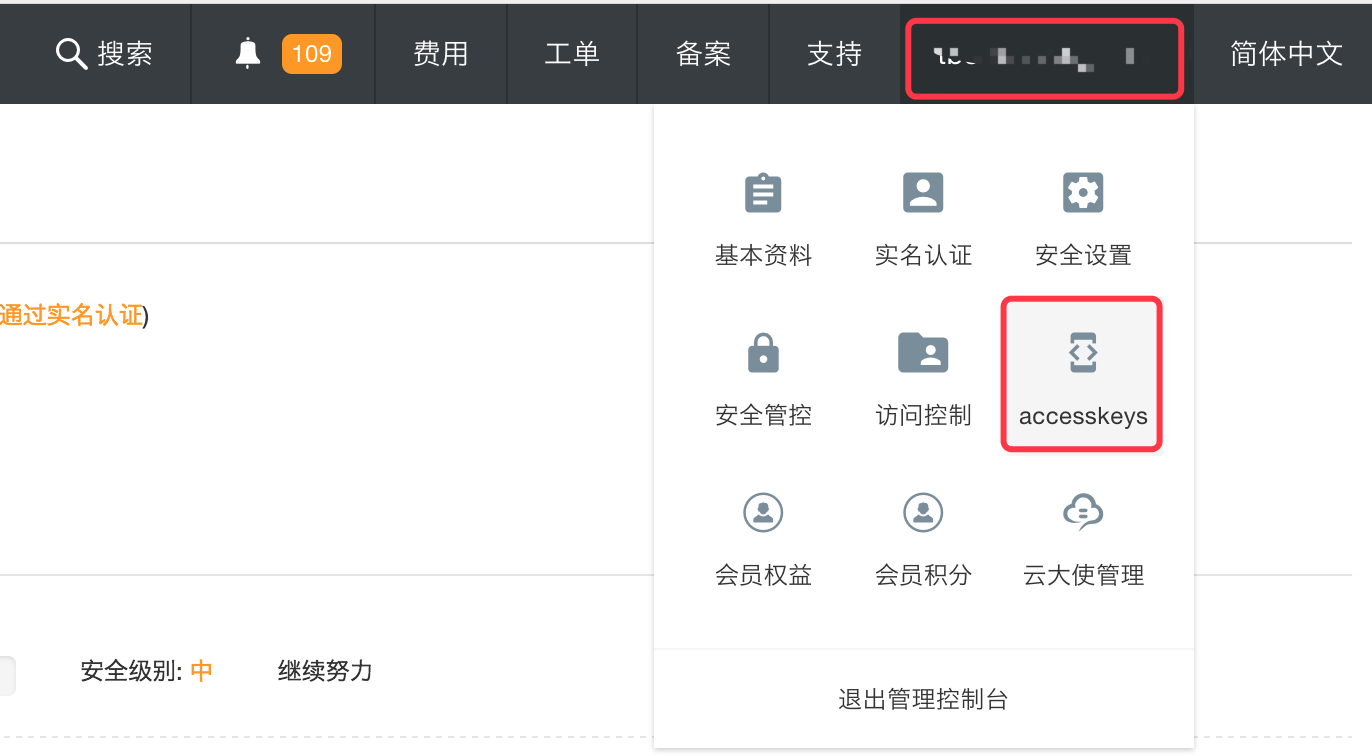 搜索 109 费用 工单 备案 支持 简体中文
基本资料 实名认证 安全设置
通过实名认证)
安全管控 访问控制 accesskeys
会员权益 会员积分 云大使管理
安全级别: 中 继续努力
退出管理控制台